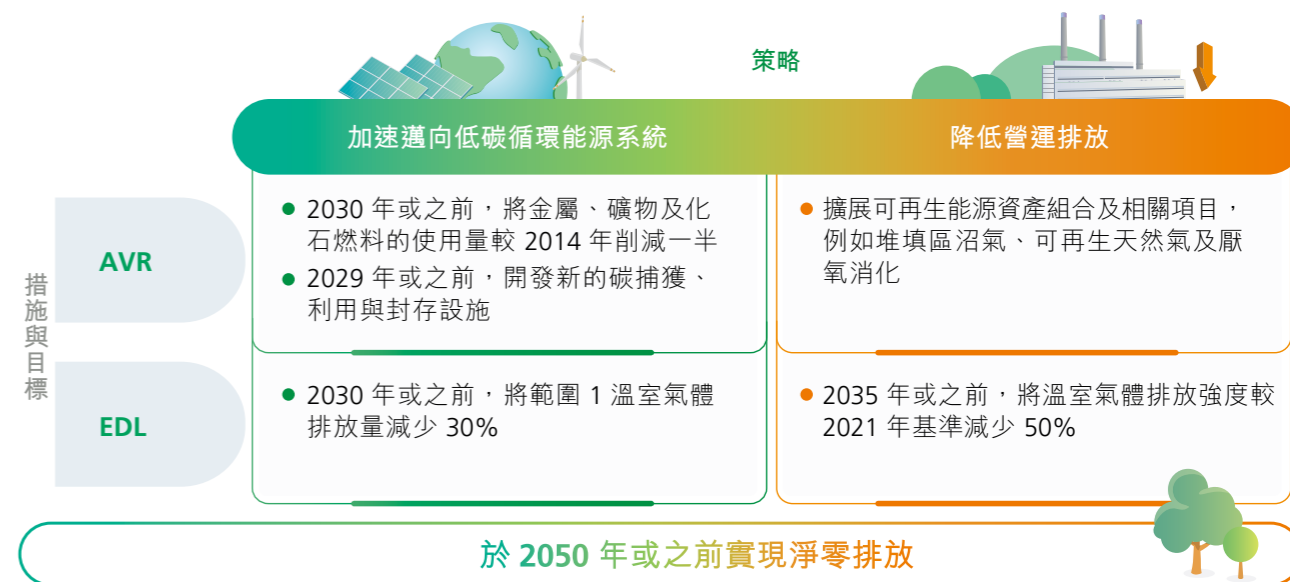 策略
加速邁向低碳循環能源系統
降低營運排放
措施與目標
AVR
● 2030 年或之前，將金屬、礦物及化
石燃料的使用量較 2014 年削減一半
● 2029 年或之前，開發新的碳捕獲、
利用與封存設施
● 擴展可再生能源資產組合及相關項目，
例如堆填區沼氣、可再生天然氣及厭
氧消化
EDL
● 2030 年或之前，將範圍 1 溫室氣體
排放量減少 30%
● 2035 年或之前，將溫室氣體排放強度較
2021 年基準減少 50%
於 2050 年或之前實現淨零排放